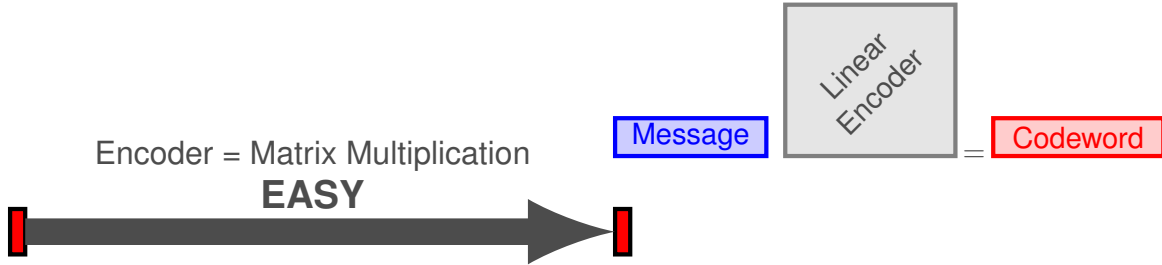 Linear
Encoder
Message
=
Codeword
Encoder = Matrix Multiplication
EASY